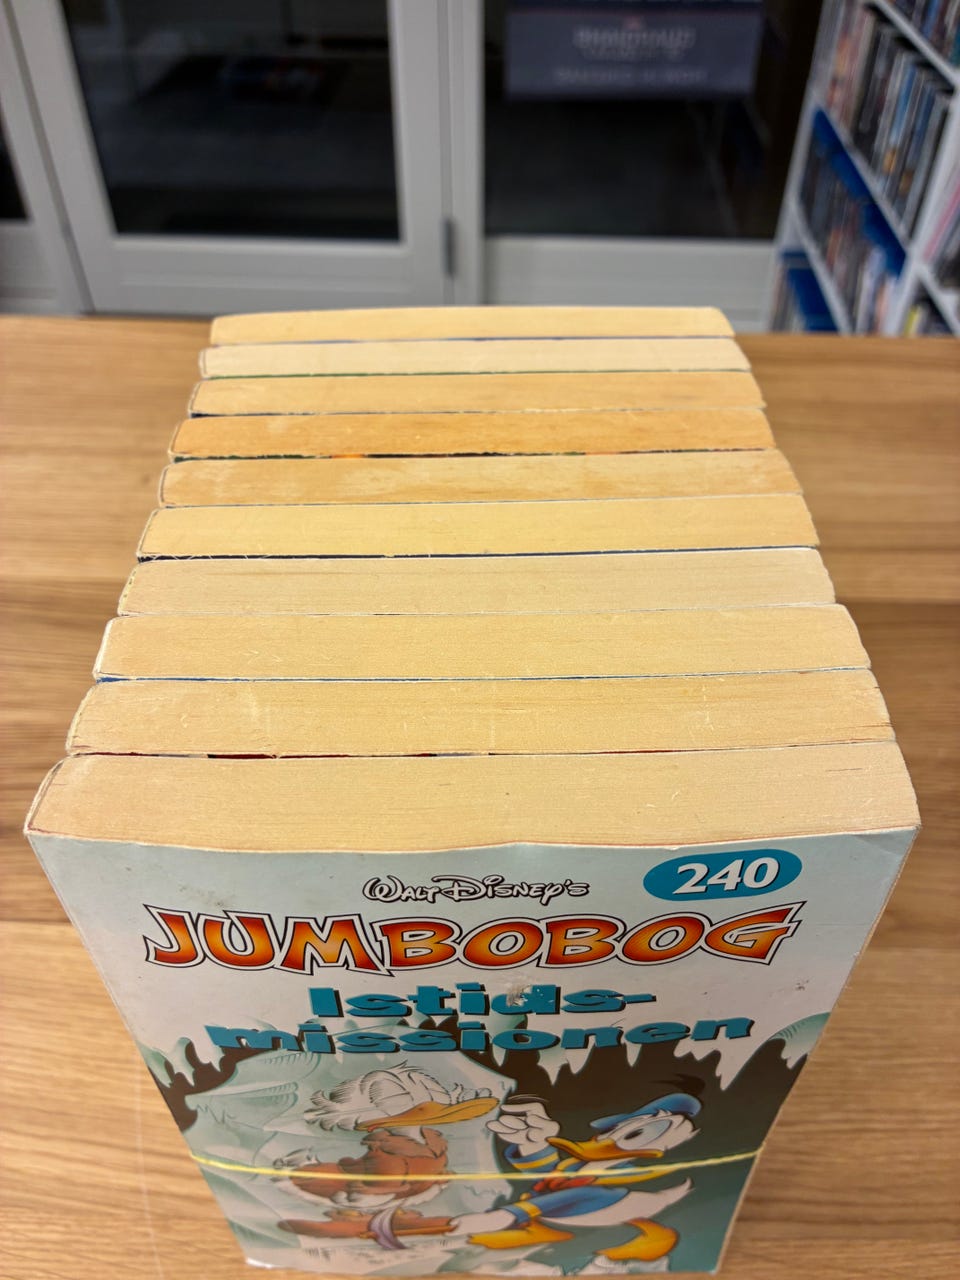 WALT DISNEY'S
240
JUMBOBOG
Istids-
missionen